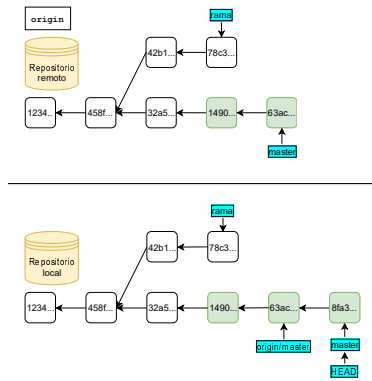 origin
rama
42b1... 78c3...
Repositorio
remoto
1234... 458f... 32a5... 1490... 63ac...
master
rama
42b1... 78c3...
Repositorio
local
1234... 458f... 32a5... 1490... 63ac... 8fa3...
origin/master master
HEAD